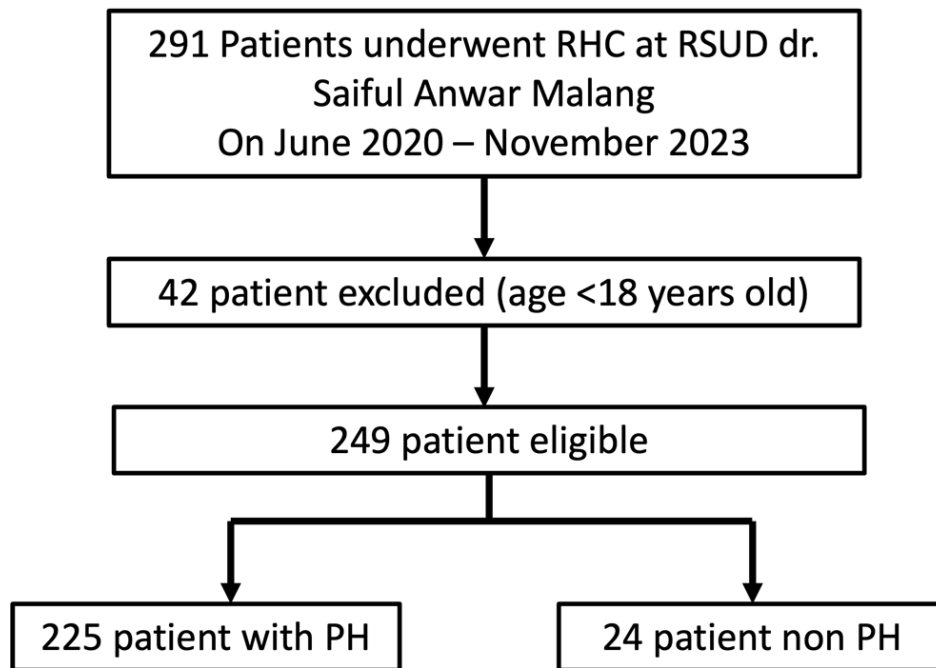 291 Patients underwent RHC at RSUD dr.
Saiful Anwar Malang
On June 2020 – November 2023
42 patient excluded (age <18 years old)
249 patient eligible
225 patient with PH
24 patient non PH